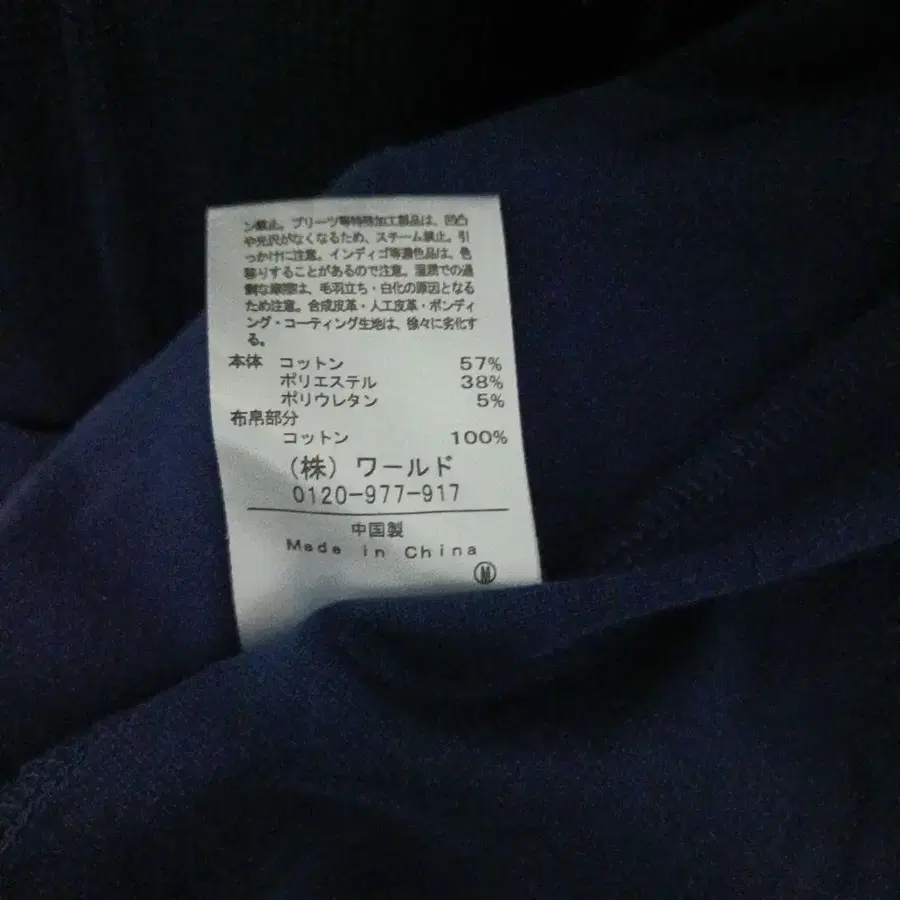 ン禁止。プリーツ等特殊加工製品は、凹凸
や光沢がなくなるため、スチーム禁止。引
っかけに注意。インディゴ等濃色品は、色
移りすることがあるので注意。湿潤での過
剰な摩擦は、毛羽立ち・白化の原因となる
ため注意。合成皮革・人工皮革・ボンディ
ング・コーティング生地は、徐々に劣化す
る。
本体 コットン 57%
ポリエステル 38%
ポリウレタン 5%
布帛部分
コットン 100%
(株) ワールド
0120-977-917
中国製
Made in China
M